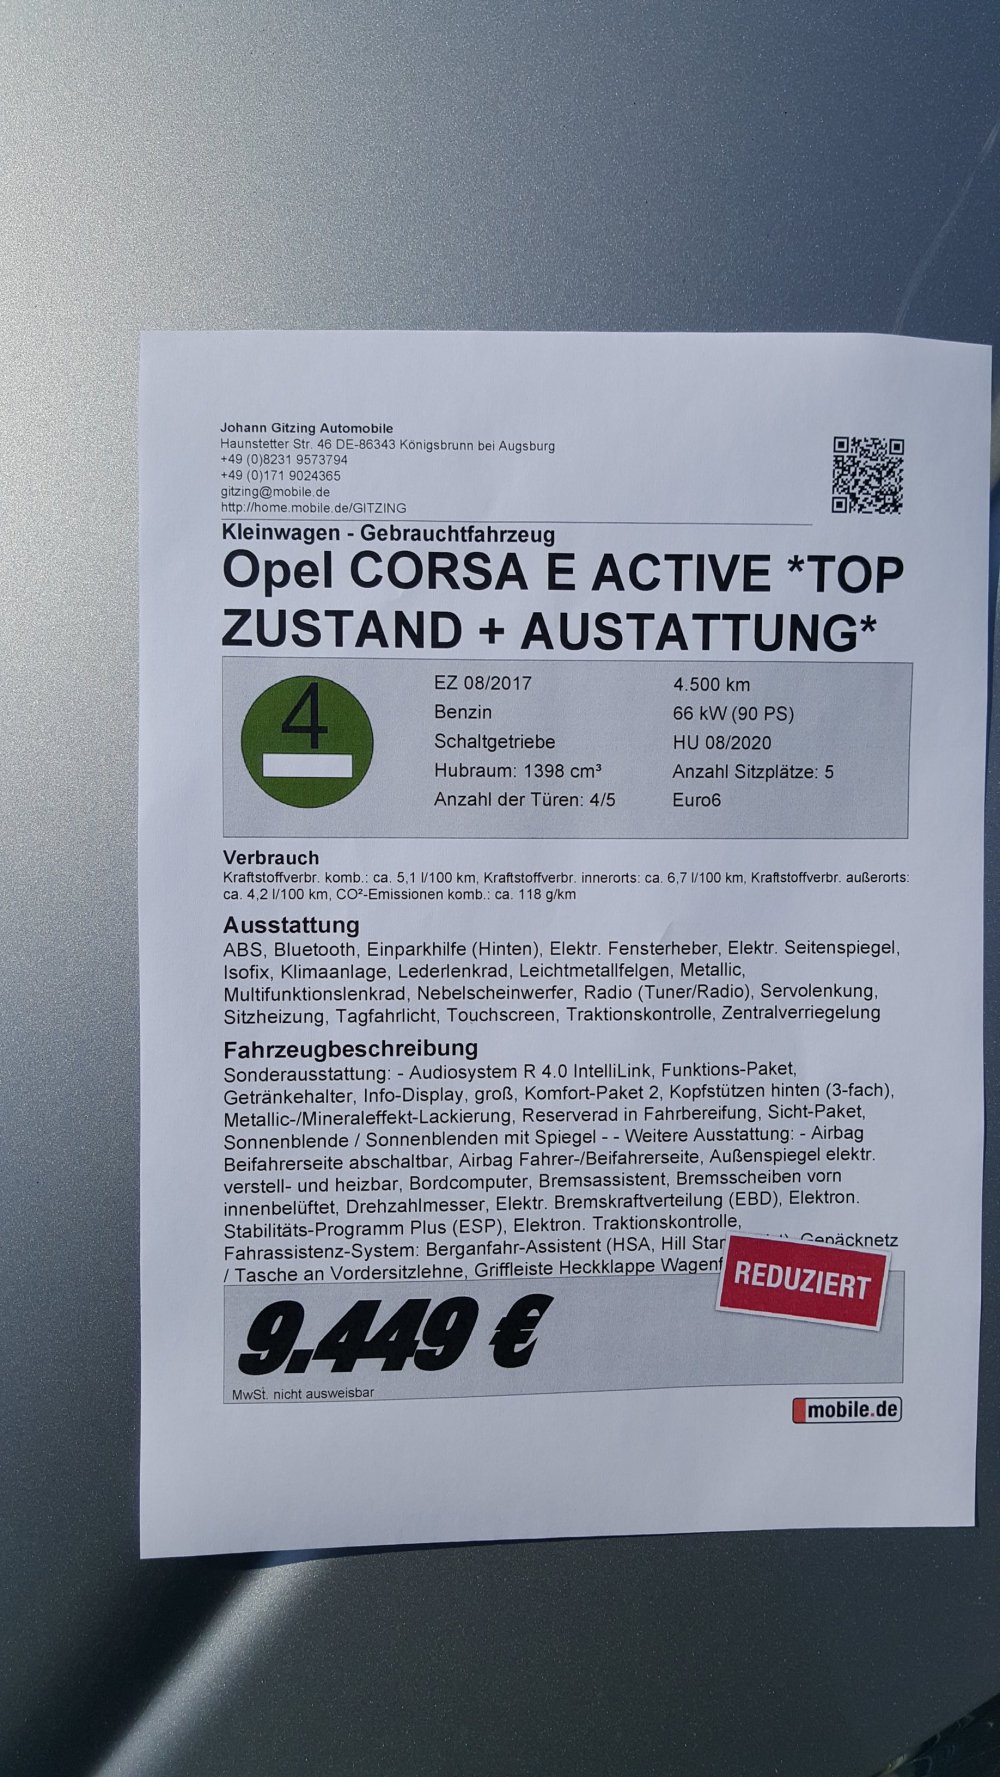 Johann Gitzing Automobile
Haunstetter Str. 46 DE-86343 Königsbrunn bei Augsburg
+49 (0)8231 9573794
+49 (0)171 9024365
gitzing@mobile.de
http://home.mobile.de/GITZING
Kleinwagen - Gebrauchtfahrzeug
Opel CORSA E ACTIVE *TOP
ZUSTAND + AUSTATTUNG*
4
EZ 08/2017 4.500 km
Benzin 66 kW (90 PS)
Schaltgetriebe HU 08/2020
Hubraum: 1398 cm³ Anzahl Sitzplätze: 5
Anzahl der Türen: 4/5 Euro6
Verbrauch
Kraftstoffverbr. komb.: ca. 5,1 l/100 km, Kraftstoffverbr. innerorts: ca. 6,7 l/100 km, Kraftstoffverbr. außerorts:
ca. 4,2 l/100 km, CO²-Emissionen komb.: ca. 118 g/km
Ausstattung
ABS, Bluetooth, Einparkhilfe (Hinten), Elektr. Fensterheber, Elektr. Seitenspiegel,
Isofix, Klimaanlage, Lederlenkrad, Leichtmetallfelgen, Metallic,
Multifunktionslenkrad, Nebelscheinwerfer, Radio (Tuner/Radio), Servolenkung,
Sitzheizung, Tagfahrlicht, Touchscreen, Traktionskontrolle, Zentralverriegelung
Fahrzeugbeschreibung
Sonderausstattung: - Audiosystem R 4.0 IntelliLink, Funktions-Paket,
Getränkehalter, Info-Display, groß, Komfort-Paket 2, Kopfstützen hinten (3-fach),
Metallic-/Mineraleffekt-Lackierung, Reserverad in Fahrbereifung, Sicht-Paket,
Sonnenblende / Sonnenblenden mit Spiegel - - Weitere Ausstattung: - Airbag
Beifahrerseite abschaltbar, Airbag Fahrer-/Beifahrerseite, Außenspiegel elektr.
verstell- und heizbar, Bordcomputer, Bremsassistent, Bremsscheiben vorn
innenbelüftet, Drehzahlmesser, Elektr. Bremskraftverteilung (EBD), Elektron.
Stabilitäts-Programm Plus (ESP), Elektron. Traktionskontrolle,
Fahrassistenz-System: Berganfahr-Assistent (HSA, Hill Gepäcknetz
/ Tasche an Vordersitzlehne, Griffleiste Heckklappe
REDUZIERT
9.449 €
MwSt. nicht ausweisbar
mobile.de